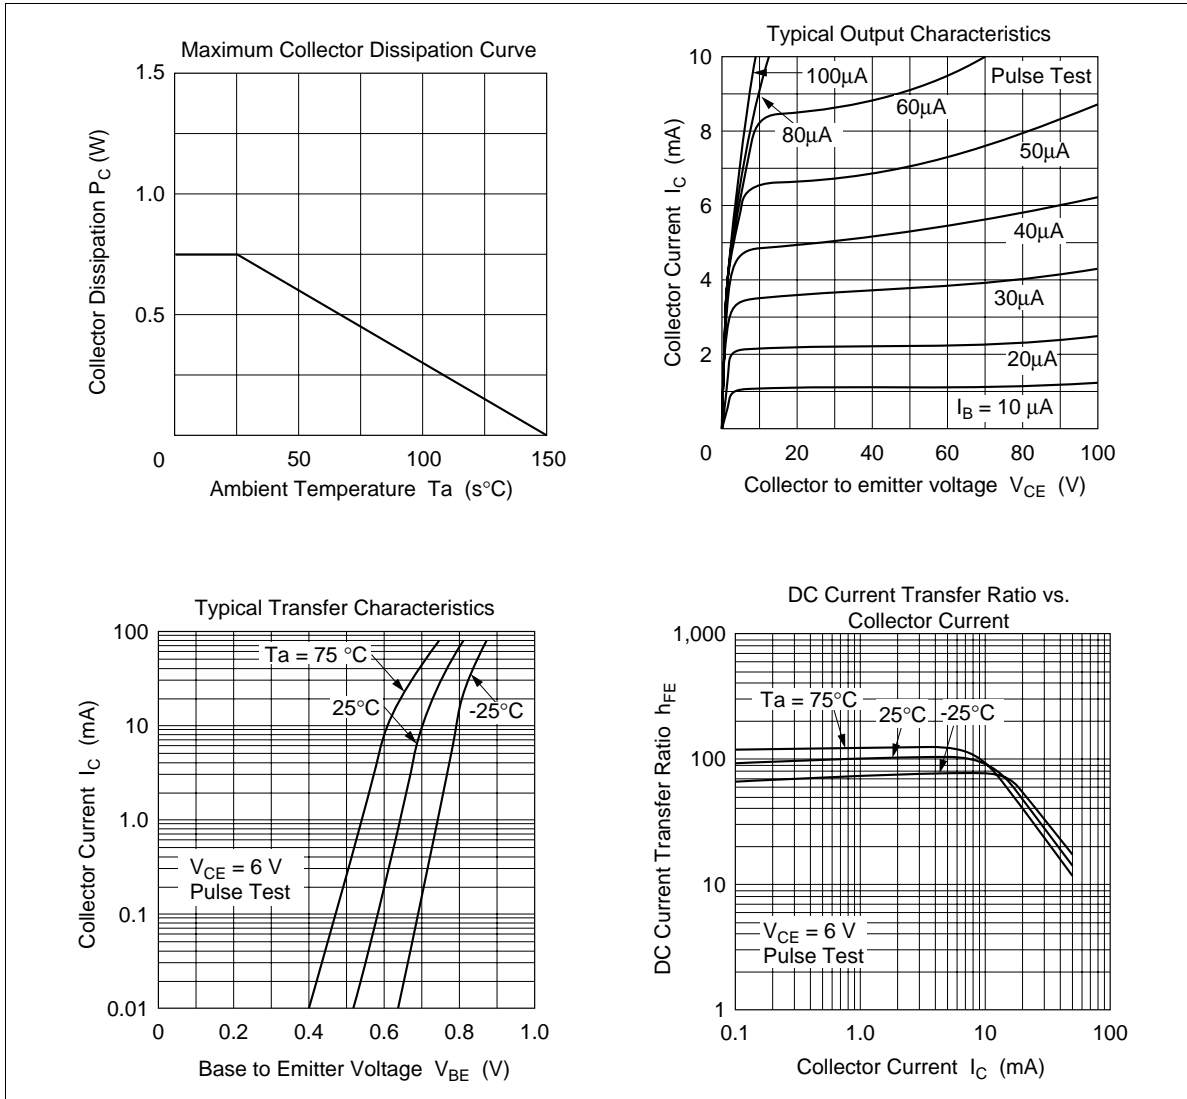 Maximum Collector Dissipation Curve
1.5
1.0
0.5
0
50
100
150
Collector Dissipation P_C (W)
Ambient Temperature Ta (s°C)
Typical Output Characteristics
10
8
6
4
2
0
20
40
60
80
100
Collector Current I_C (mA)
Collector to emitter voltage V_CE (V)
Pulse Test
100µA
80µA
60µA
50µA
40µA
30µA
20µA
I_B = 10 µA
Typical Transfer Characteristics
100
10
1.0
0.1
0.01
0
0.2
0.4
0.6
0.8
1.0
Collector Current I_C (mA)
Base to Emitter Voltage V_BE (V)
Ta = 75 °C
25°C
-25°C
V_CE = 6 V
Pulse Test
DC Current Transfer Ratio vs.
Collector Current
1,000
100
10
1
0.1
1.0
10
100
DC Current Transfer Ratio h_FE
Collector Current I_C (mA)
Ta = 75°C
25°C
-25°C
V_CE = 6 V
Pulse Test